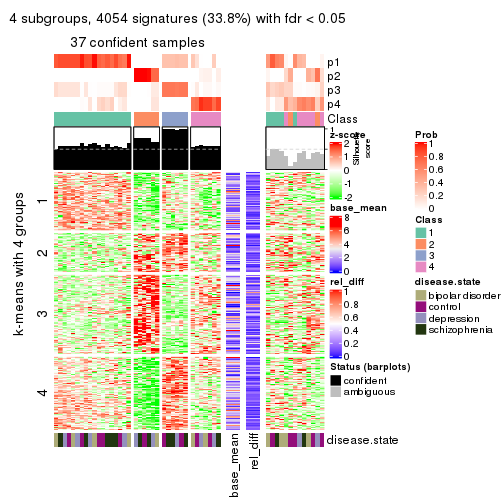 4 subgroups, 4054 signatures (33.8%) with fdr < 0.05
37 confident samples
p1
p2
p3
p4
Class
Silhouette
score
k-means with 4 groups
1
2
3
4
base_mean
rel_diff
disease.state
z-score
2
1
0
-1
-2
base_mean
8
6
4
2
0
rel_diff
1
0.8
0.6
0.4
0.2
0
Status (barplots)
confident
ambiguous
Prob
1
0.8
0.6
0.4
0.2
0
Class
1
2
3
4
disease.state
bipolar disorder
control
depression
schizophrenia